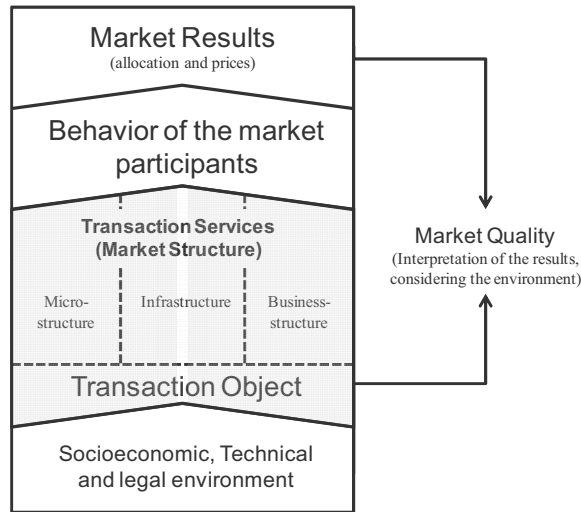 Market Results
(allocation and prices)
Behavior of the market
participants
Transaction Services
(Market Structure)
Micro-
structure
Infrastructure
Business-
structure
Transaction Object
Socioeconomic, Technical
and legal environment
Market Quality
(Interpretation of the results,
considering the environment)